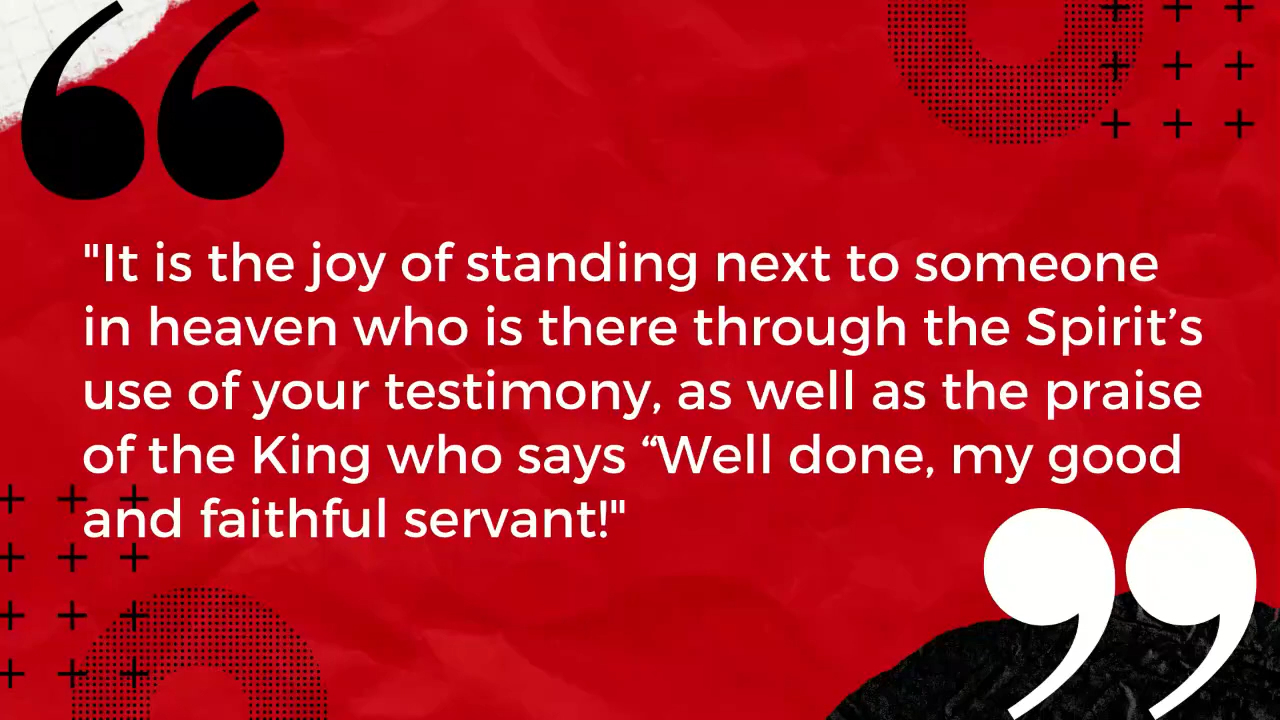 "It is the joy of standing next to someone
in heaven who is there through the Spirit’s
use of your testimony, as well as the praise
of the King who says “Well done, my good
and faithful servant!"